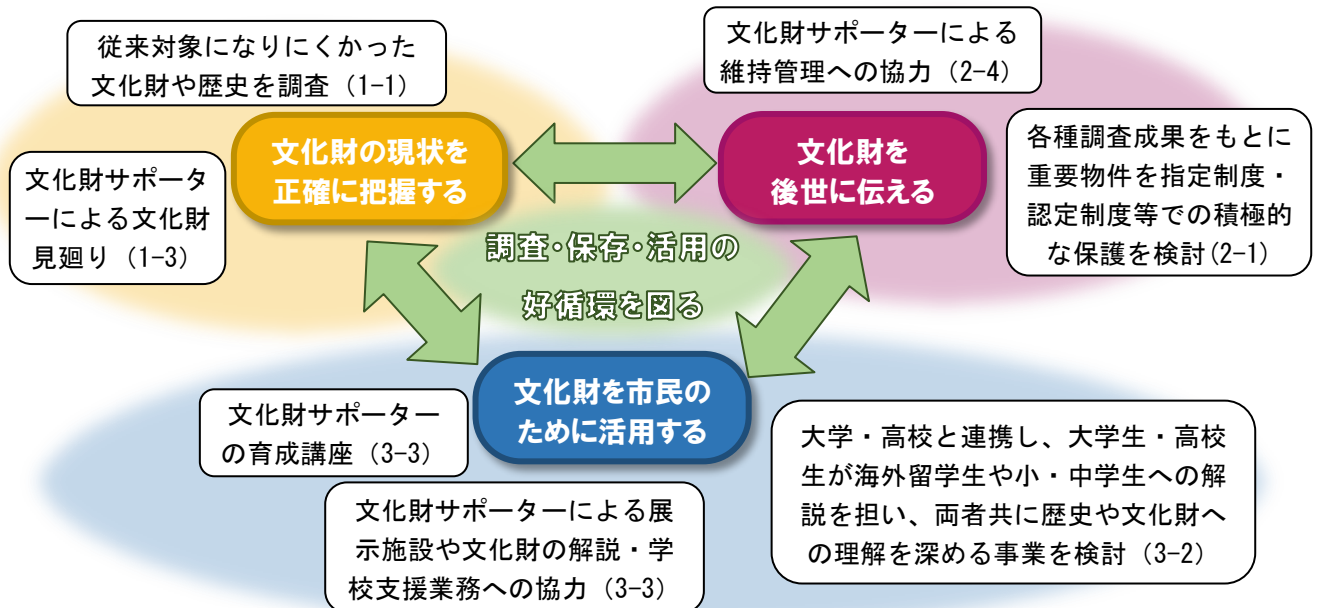 従来対象になりにくかった
文化財や歴史を調査（1-1）
文化財サポーターによる
維持管理への協力（2-4）
文化財の現状を
正確に把握する
文化財を
後世に伝える
各種調査成果をもとに
重要物件を指定制度・
認定制度等での積極的
な保護を検討(2-1）
文化財サポータ
ーによる文化財
見廻り（1-3）
調査・保存・活用の
好循環を図る
文化財を市民の
ために活用する
文化財サポーター
の育成講座（3-3）
大学・高校と連携し、大学生・高校
生が海外留学生や小・中学生への解
説を担い、両者共に歴史や文化財へ
の理解を深める事業を検討（3-2）
文化財サポーターによる展
示施設や文化財の解説・学
校支援業務への協力（3-3）